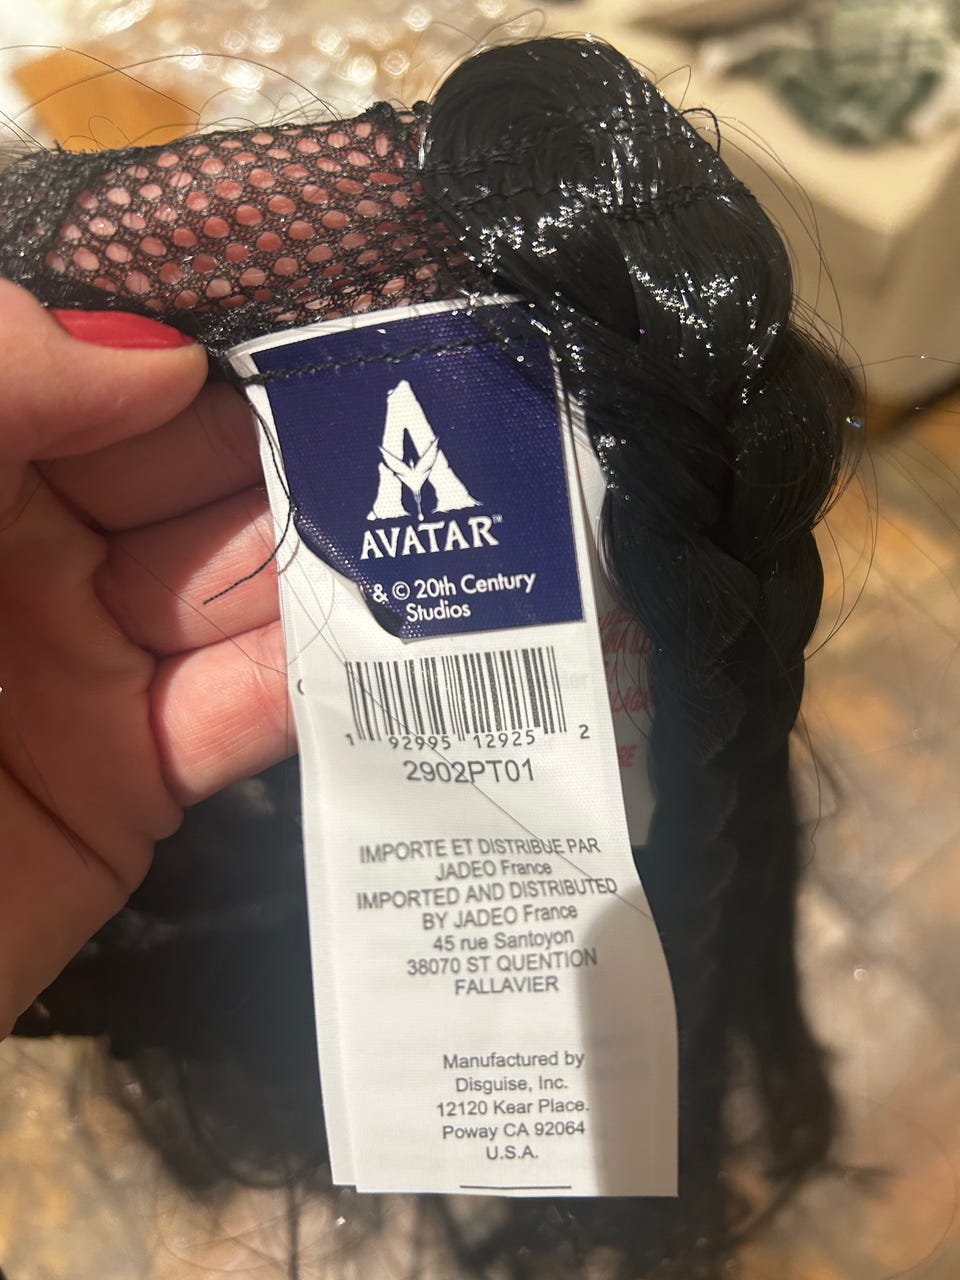 AVATAR™
& © 20th Century
Studios
1 92995 12925 2
2902PT01
IMPORTE ET DISTRIBUE PAR
JADEO France
IMPORTED AND DISTRIBUTED
BY JADEO France
45 rue Santoyon
38070 ST QUENTION
FALLAVIER
Manufactured by
Disguise, Inc.
12120 Kear Place.
Poway CA 92064
U.S.A.